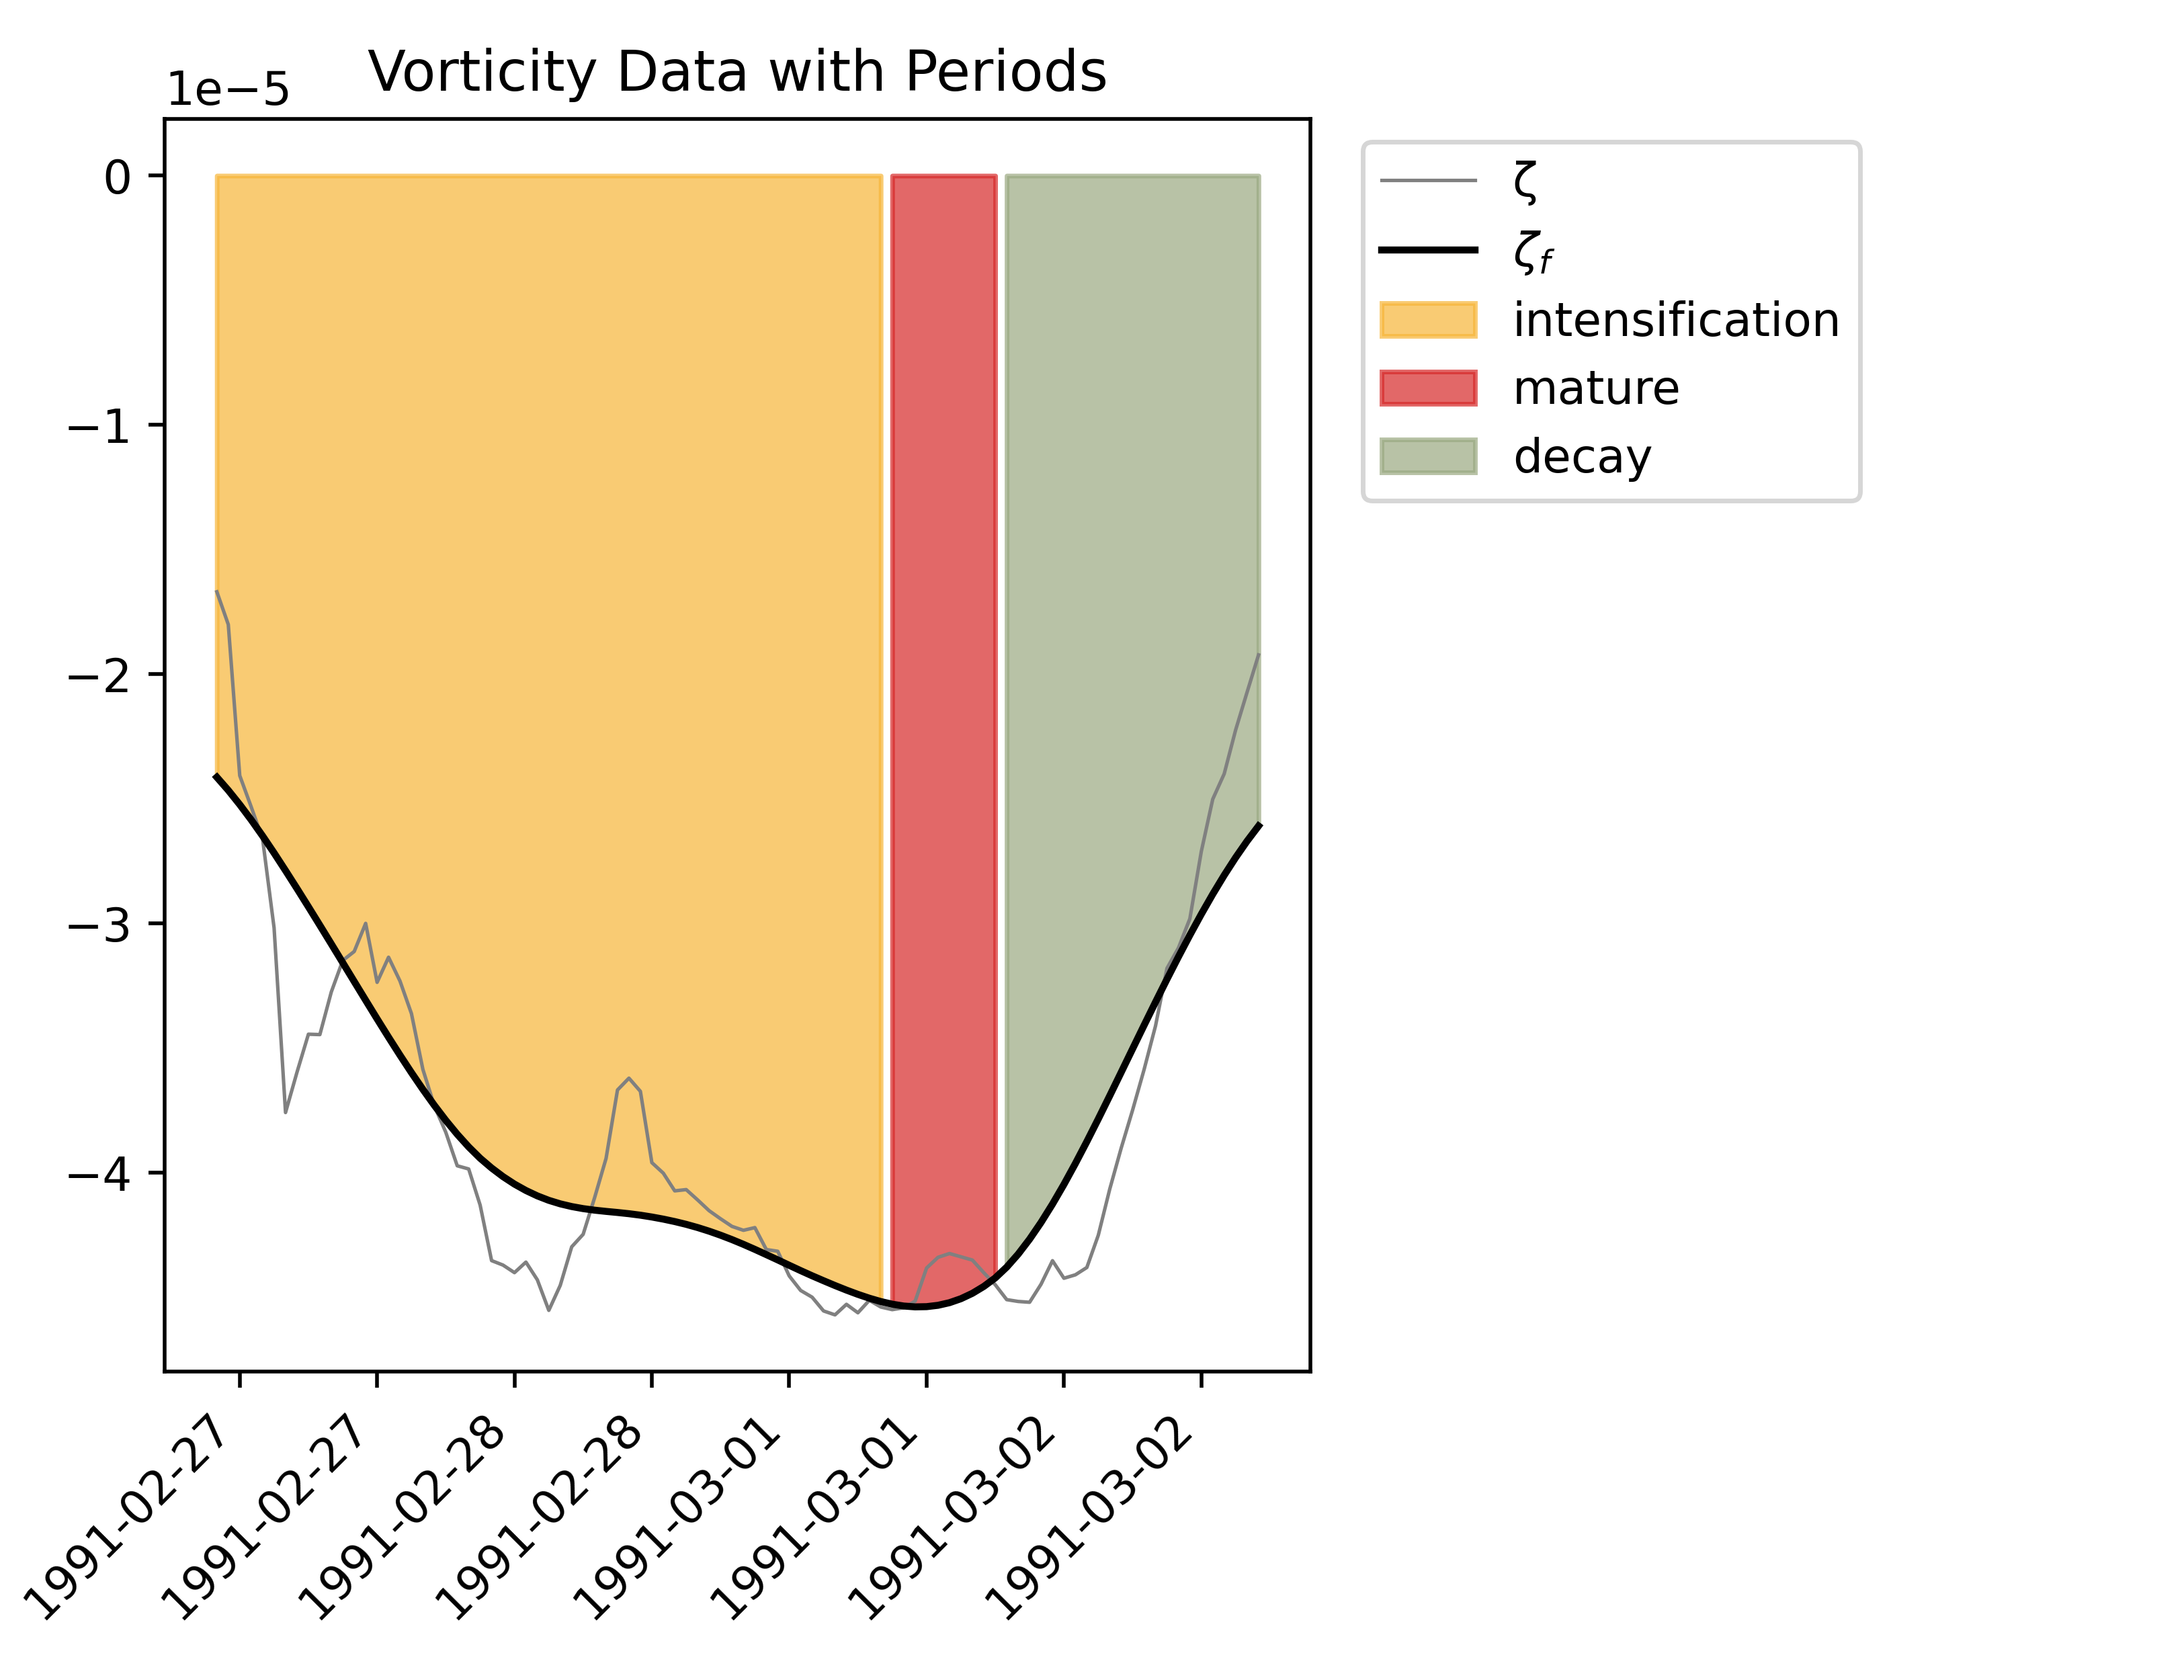 Vorticity Data with Periods
1e−5
0
−1
−2
−3
−4
1991-02-27
1991-02-27
1991-02-28
1991-02-28
1991-03-01
1991-03-01
1991-03-02
1991-03-02
ζ
ζf
intensification
mature
decay